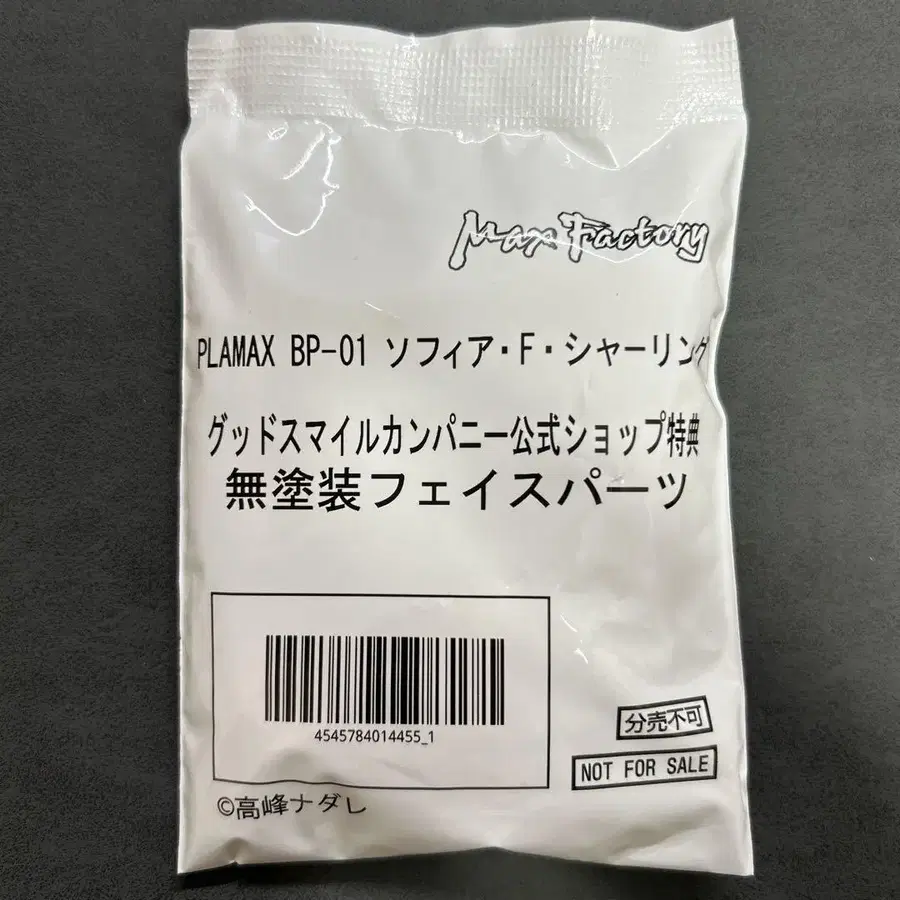 Max Factory
PLAMAX BP-01 ソフィア・F・シャーリング
グッドスマイルカンパニー公式ショップ特典
無塗装フェイスパーツ
4545784014455_1
分売不可
NOT FOR SALE
©高峰ナダレ